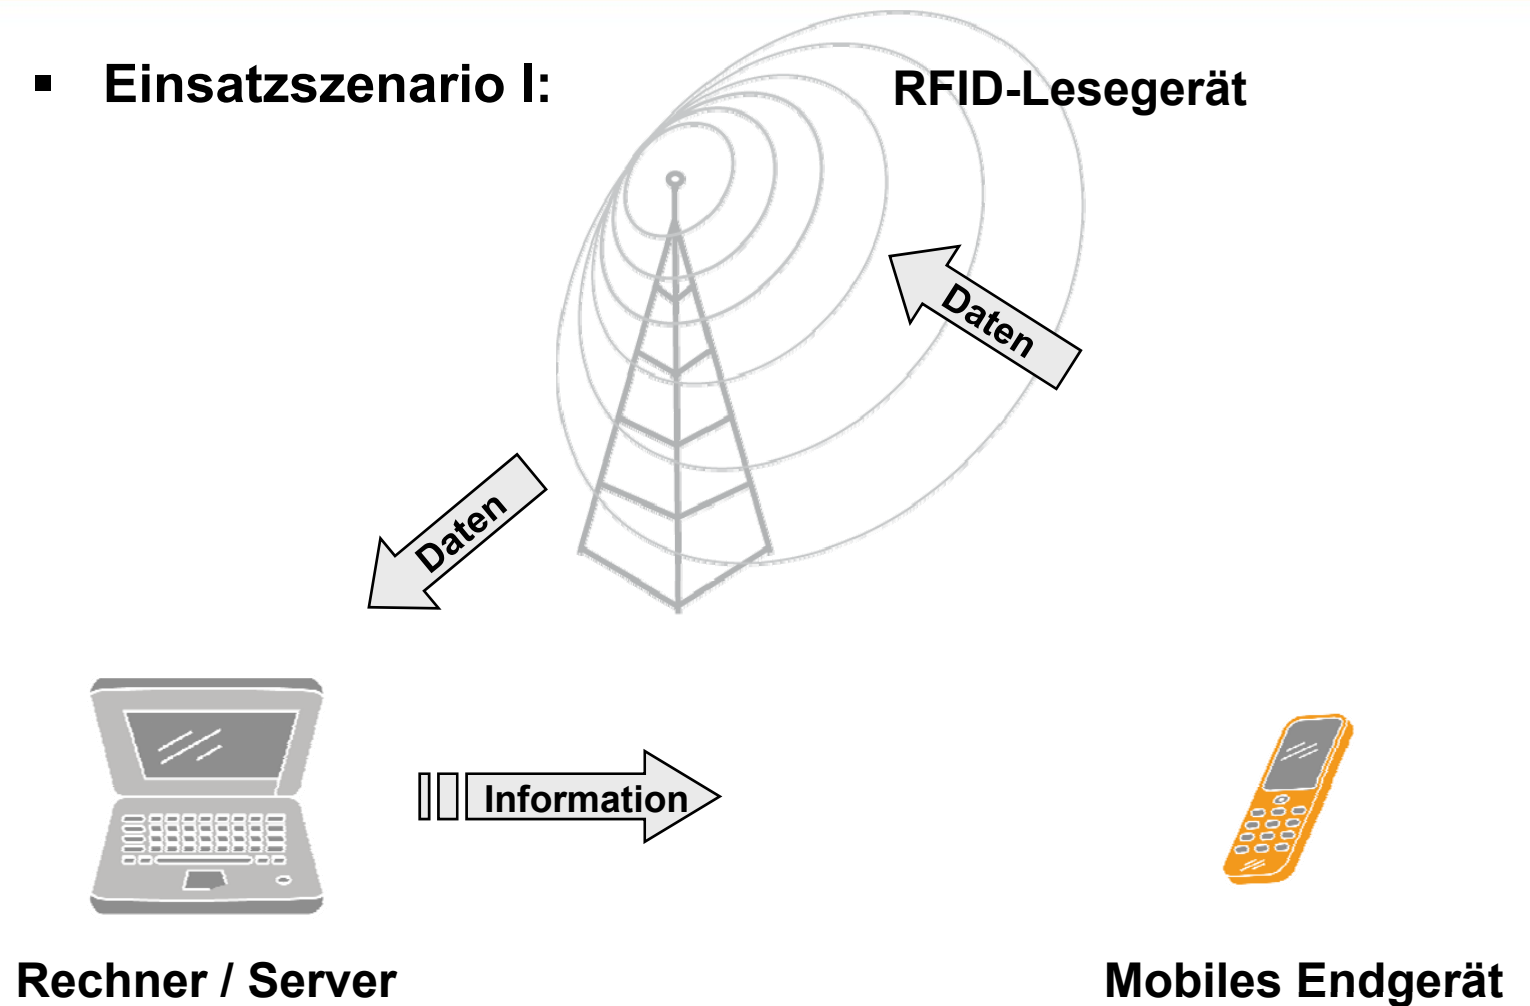 ▪ Einsatzszenario I:
RFID-Lesegerät
Daten
Daten
Information
Rechner / Server
Mobiles Endgerät